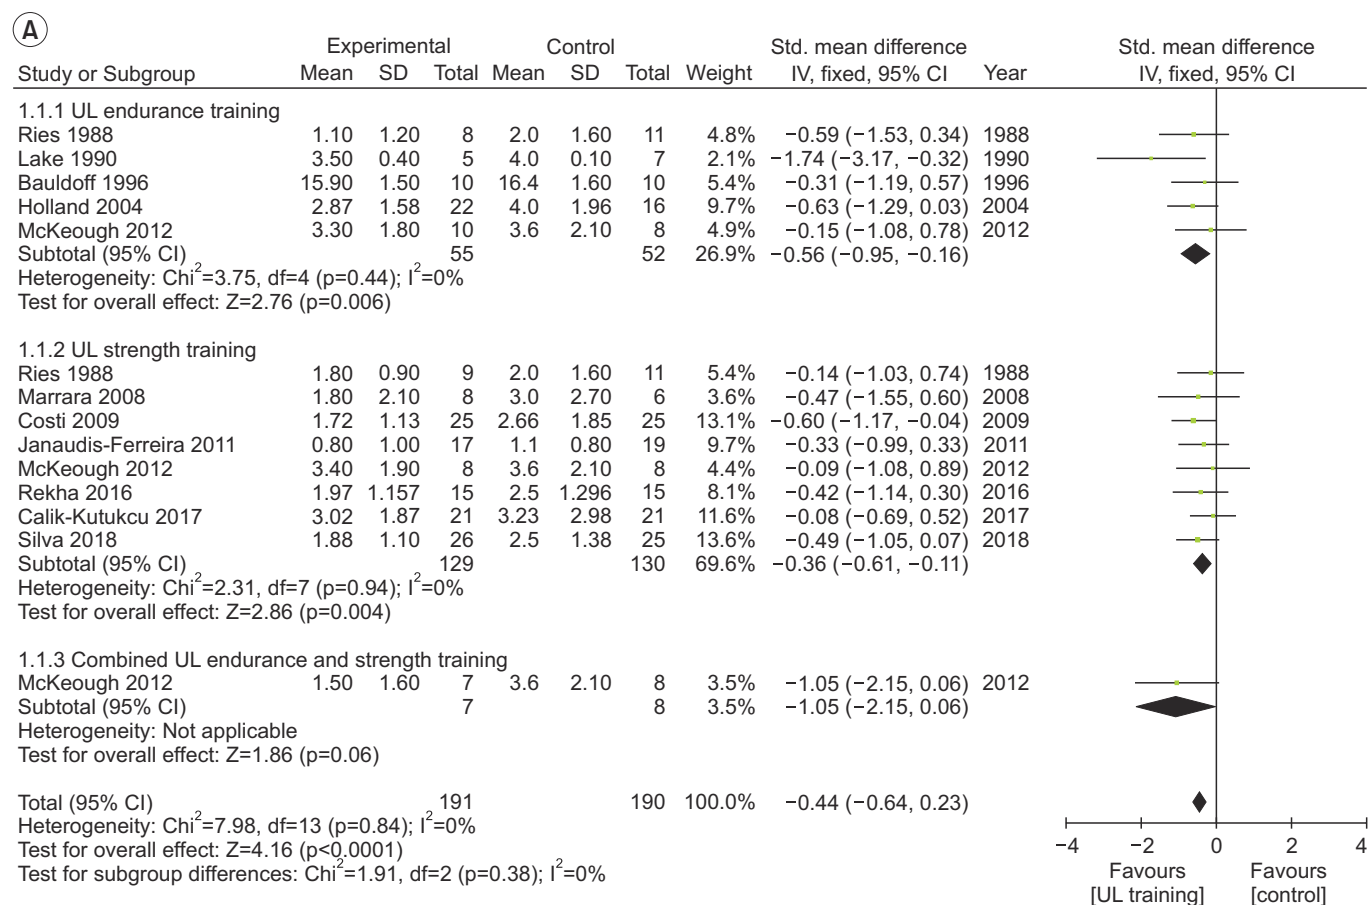 A
Experimental Control Std. mean difference Std. mean difference
Study or Subgroup Mean SD Total Mean SD Total Weight IV, fixed, 95% CI Year IV, fixed, 95% CI
1.1.1 UL endurance training
Ries 1988 1.10 1.20 8 2.0 1.60 11 4.8% −0.59 (−1.53, 0.34) 1988
Lake 1990 3.50 0.40 5 4.0 0.10 7 2.1% −1.74 (−3.17, −0.32) 1990
Bauldoff 1996 15.90 1.50 10 16.4 1.60 10 5.4% −0.31 (−1.19, 0.57) 1996
Holland 2004 2.87 1.58 22 4.0 1.96 16 9.7% −0.63 (−1.29, 0.03) 2004
McKeough 2012 3.30 1.80 10 3.6 2.10 8 4.9% −0.15 (−1.08, 0.78) 2012
Subtotal (95% CI) 55 52 26.9% −0.56 (−0.95, −0.16)
Heterogeneity: Chi²=3.75, df=4 (p=0.44); I²=0%
Test for overall effect: Z=2.76 (p=0.006)
1.1.2 UL strength training
Ries 1988 1.80 0.90 9 2.0 1.60 11 5.4% −0.14 (−1.03, 0.74) 1988
Marrara 2008 1.80 2.10 8 3.0 2.70 6 3.6% −0.47 (−1.55, 0.60) 2008
Costi 2009 1.72 1.13 25 2.66 1.85 25 13.1% −0.60 (−1.17, −0.04) 2009
Janaudis-Ferreira 2011 0.80 1.00 17 1.1 0.80 19 9.7% −0.33 (−0.99, 0.33) 2011
McKeough 2012 3.40 1.90 8 3.6 2.10 8 4.4% −0.09 (−1.08, 0.89) 2012
Rekha 2016 1.97 1.157 15 2.5 1.296 15 8.1% −0.42 (−1.14, 0.30) 2016
Calik-Kutukcu 2017 3.02 1.87 21 3.23 2.98 21 11.6% −0.08 (−0.69, 0.52) 2017
Silva 2018 1.88 1.10 26 2.5 1.38 25 13.6% −0.49 (−1.05, 0.07) 2018
Subtotal (95% CI) 129 130 69.6% −0.36 (−0.61, −0.11)
Heterogeneity: Chi²=2.31, df=7 (p=0.94); I²=0%
Test for overall effect: Z=2.86 (p=0.004)
1.1.3 Combined UL endurance and strength training
McKeough 2012 1.50 1.60 7 3.6 2.10 8 3.5% −1.05 (−2.15, 0.06) 2012
Subtotal (95% CI) 7 8 3.5% −1.05 (−2.15, 0.06)
Heterogeneity: Not applicable
Test for overall effect: Z=1.86 (p=0.06)
Total (95% CI) 191 190 100.0% −0.44 (−0.64, 0.23)
Heterogeneity: Chi²=7.98, df=13 (p=0.84); I²=0%
Test for overall effect: Z=4.16 (p<0.0001)
Test for subgroup differences: Chi²=1.91, df=2 (p=0.38); I²=0%
−4 −2 0 2 4
Favours Favours
[UL training] [control]